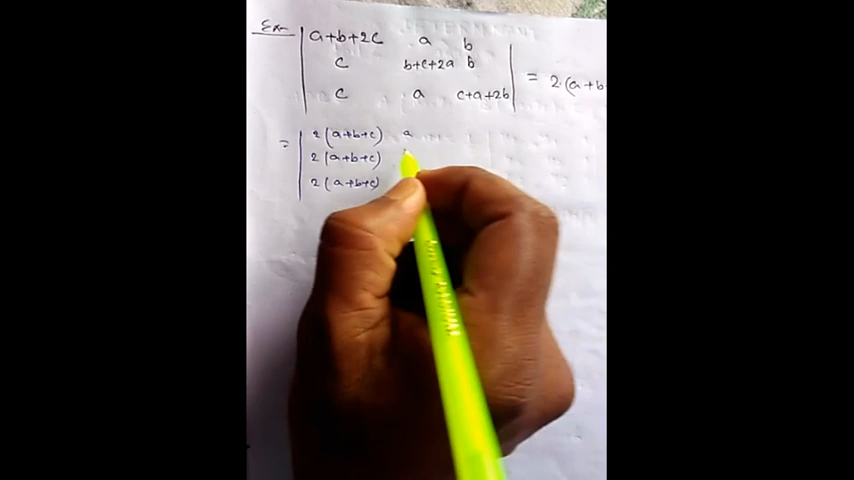 Ex-
a+b+2c a b
c b+c+2a b
c a c+a+2b
= 2(a+b+
= 2(a+b+c) a
2(a+b+c)
2(a+b+c)